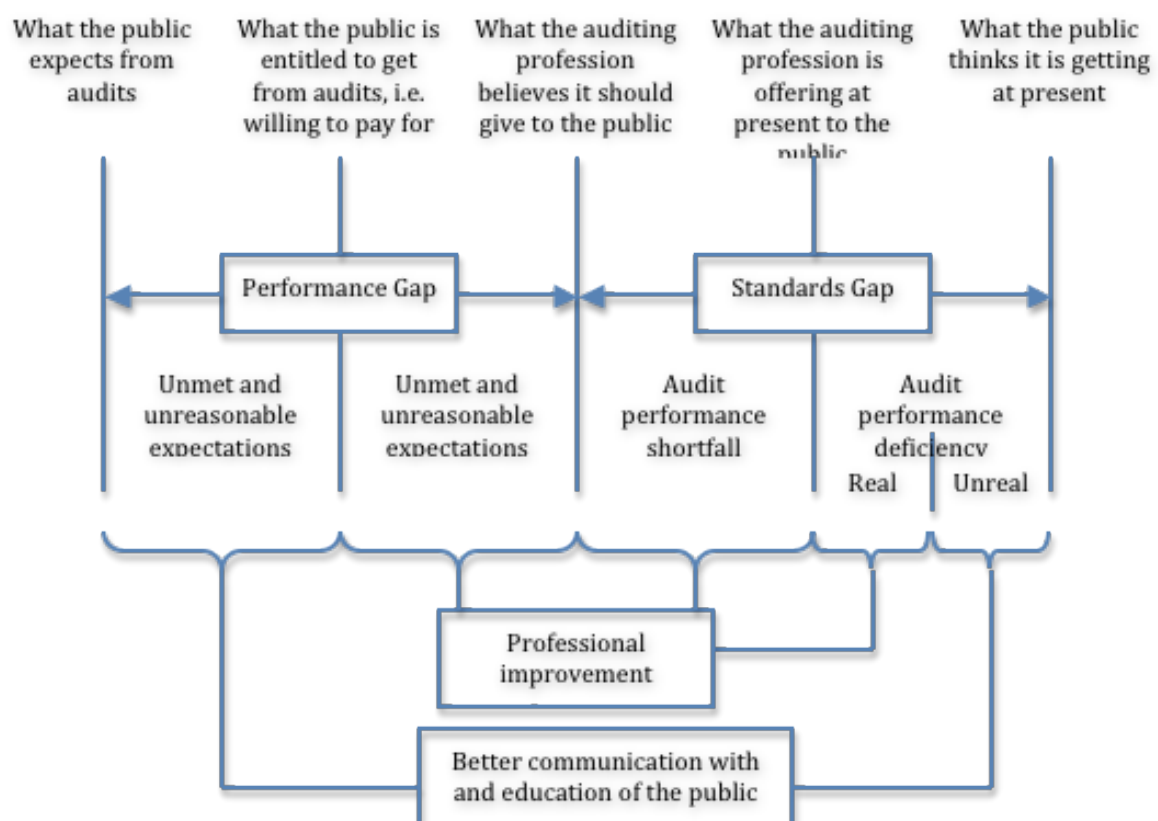 What the public
expects from
audits
What the public is
entitled to get
from audits, i.e.
willing to pay for
What the auditing
profession
believes it should
give to the public
What the auditing
profession is
offering at
present to the
public
What the public
thinks it is getting
at present
Performance Gap
Standards Gap
Unmet and
unreasonable
expectations
Unmet and
unreasonable
expectations
Audit
performance
shortfall
Audit
performance
deficiency
Real
Unreal
Professional
improvement
Better communication with
and education of the public